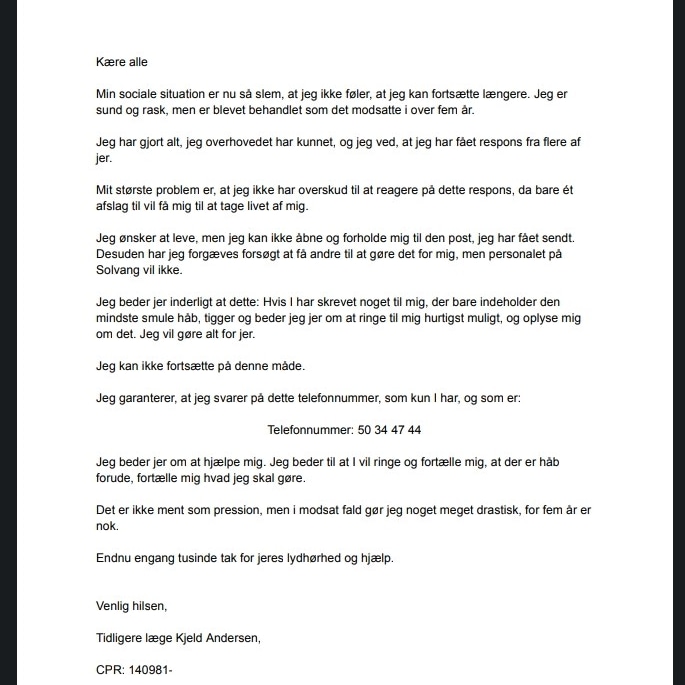 Kære alle
Min sociale situation er nu så slem, at jeg ikke føler, at jeg kan fortsætte længere. Jeg er
sund og rask, men er blevet behandlet som det modsatte i over fem år.
Jeg har gjort alt, jeg overhovedet har kunnet, og jeg ved, at jeg har fået respons fra flere af
jer.
Mit største problem er, at jeg ikke har overskud til at reagere på dette respons, da bare ét
afslag til vil få mig til at tage livet af mig.
Jeg ønsker at leve, men jeg kan ikke åbne og forholde mig til den post, jeg har fået sendt.
Desuden har jeg forgæves forsøgt at få andre til at gøre det for mig, men personalet på
Solvang vil ikke.
Jeg beder jer inderligt at dette: Hvis I har skrevet noget til mig, der bare indeholder den
mindste smule håb, tigger og beder jeg jer om at ringe til mig hurtigst muligt, og oplyse mig
om det. Jeg vil gøre alt for jer.
Jeg kan ikke fortsætte på denne måde.
Jeg garanterer, at jeg svarer på dette telefonnummer, som kun I har, og som er:
Telefonnummer: 50 34 47 44
Jeg beder jer om at hjælpe mig. Jeg beder til at I vil ringe og fortælle mig, at der er håb
forude, fortælle mig hvad jeg skal gøre.
Det er ikke ment som pression, men i modsat fald gør jeg noget meget drastisk, for fem år er
nok.
Endnu engang tusinde tak for jeres lydhørhed og hjælp.
Venlig hilsen,
Tidligere læge Kjeld Andersen,
CPR: 140981-